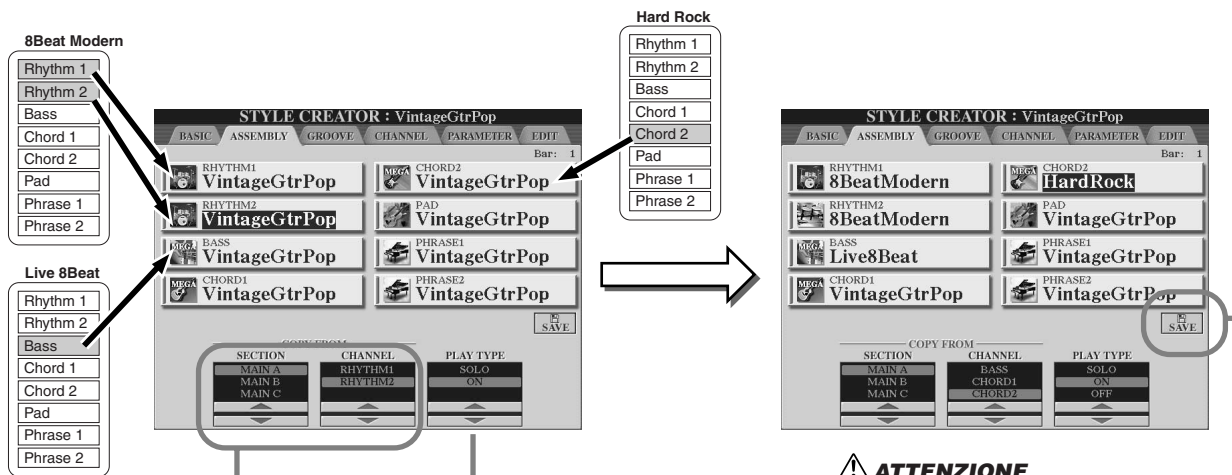 8Beat Modern
Rhythm 1
Rhythm 2
Bass
Chord 1
Chord 2
Pad
Phrase 1
Phrase 2
Live 8Beat
Rhythm 1
Rhythm 2
Bass
Chord 1
Chord 2
Pad
Phrase 1
Phrase 2
STYLE CREATOR : VintageGtrPop
BASIC ASSEMBLY GROOVE CHANNEL PARAMETER EDIT
Bar: 1
RHYTHM1
VintageGtrPop
RHYTHM2
VintageGtrPop
MEGA BASS
VintageGtrPop
MEGA CHORD1
VintageGtrPop
MEGA CHORD2
VintageGtrPop
PAD
VintageGtrPop
PHRASE1
VintageGtrPop
PHRASE2
VintageGtrPop
SAVE
COPY FROM
SECTION CHANNEL PLAY TYPE
MAIN A RHYTHM1 SOLO
MAIN B RHYTHM2 ON
MAIN C
Hard Rock
Rhythm 1
Rhythm 2
Bass
Chord 1
Chord 2
Pad
Phrase 1
Phrase 2
STYLE CREATOR : VintageGtrPop
BASIC ASSEMBLY GROOVE CHANNEL PARAMETER EDIT
Bar: 1
RHYTHM1
8BeatModern
RHYTHM2
8BeatModern
MEGA BASS
Live8Beat
MEGA CHORD1
VintageGtrPop
MEGA CHORD2
HardRock
PAD
VintageGtrPop
PHRASE1
VintageGtrPop
PHRASE2
VintageGtrPop
SAVE
COPY FROM
SECTION CHANNEL PLAY TYPE
MAIN A BASS SOLO
MAIN B CHORD1 ON
MAIN C CHORD2 OFF
ATTENZIONE